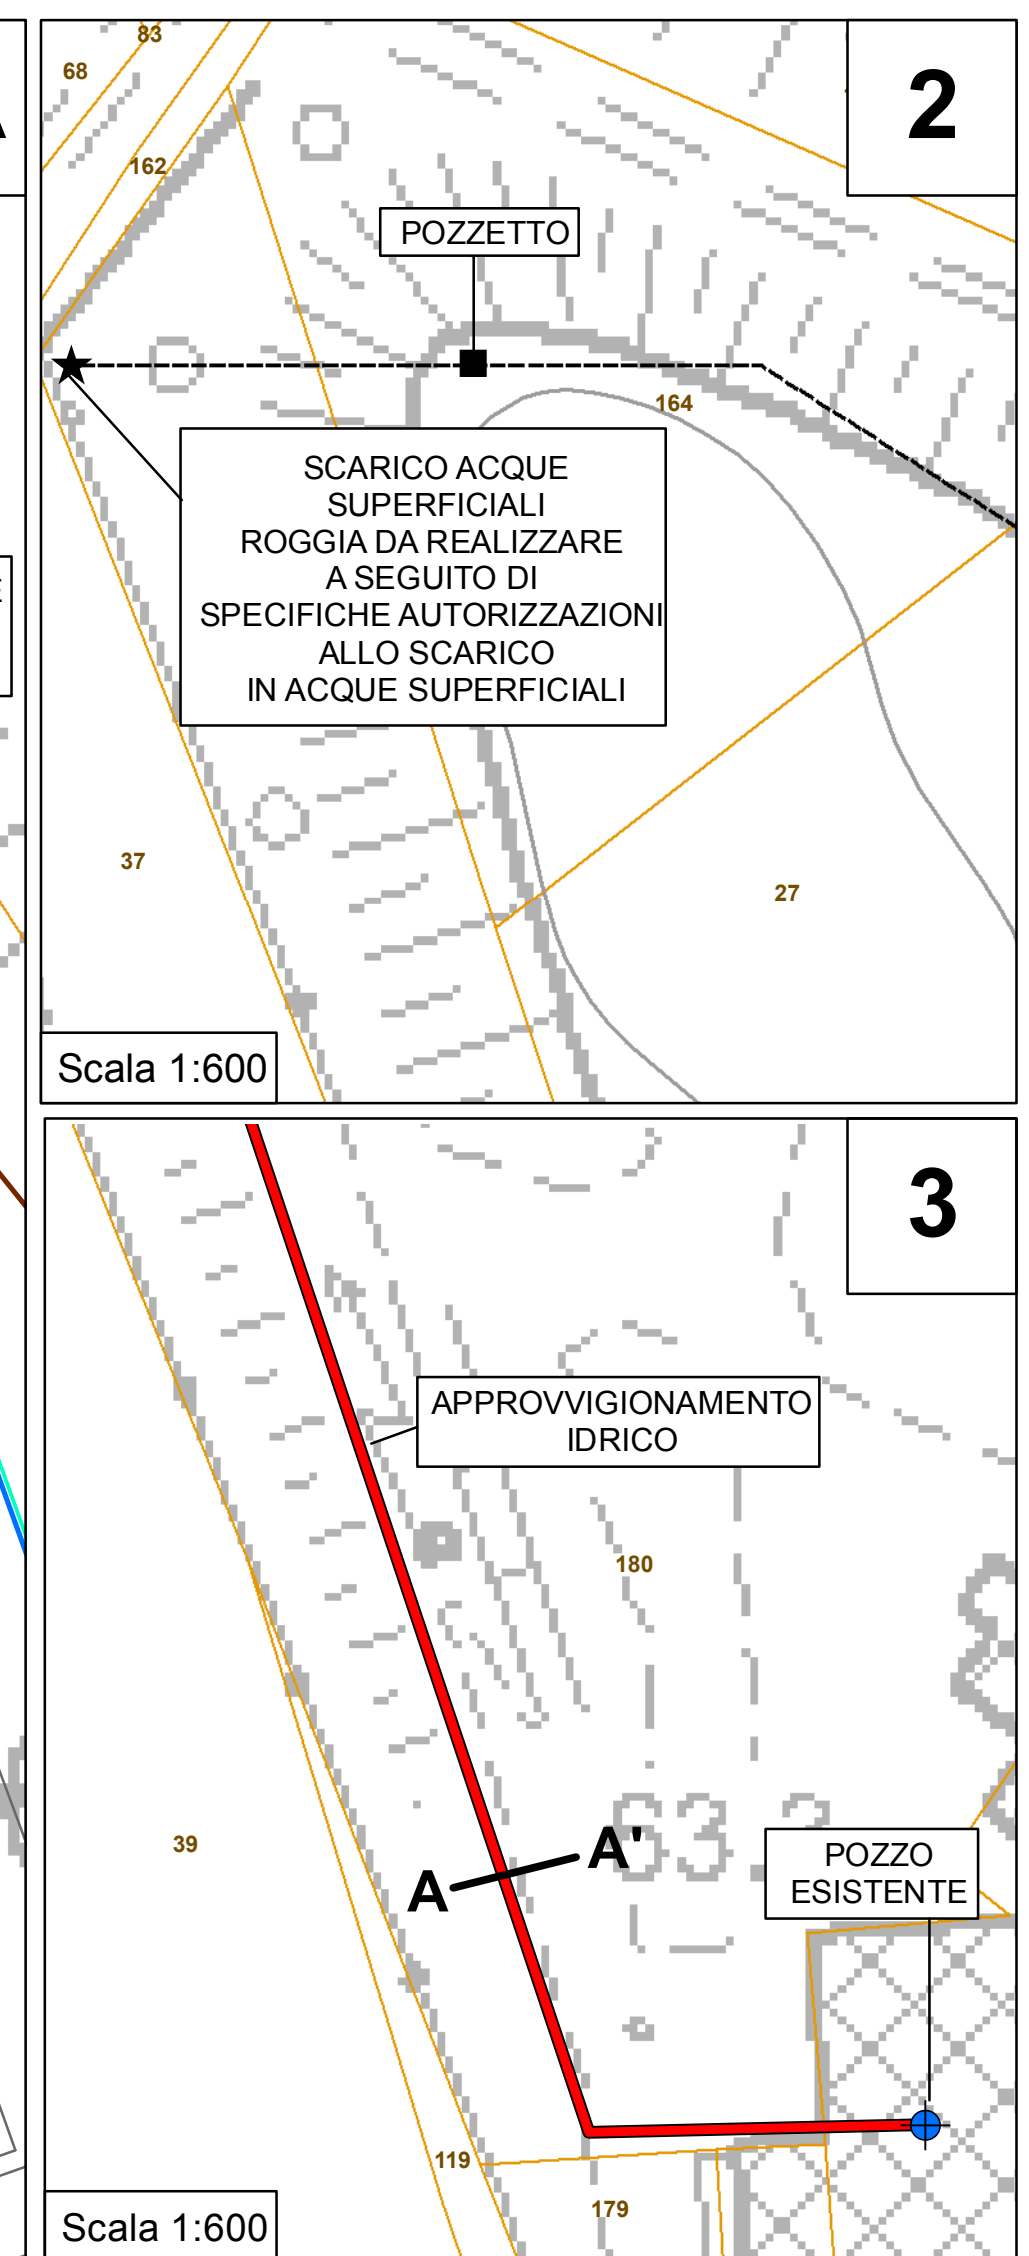 83
68
2
162
POZZETTO
164
SCARICO ACQUE
SUPERFICIALI
ROGGIA DA REALIZZARE
A SEGUITO DI
SPECIFICHE AUTORIZZAZIONI
ALLO SCARICO
IN ACQUE SUPERFICIALI
37
27
Scala 1:600
3
APPROVVIGIONAMENTO
IDRICO
180
63
39
A A'
POZZO
ESISTENTE
119
179
Scala 1:600